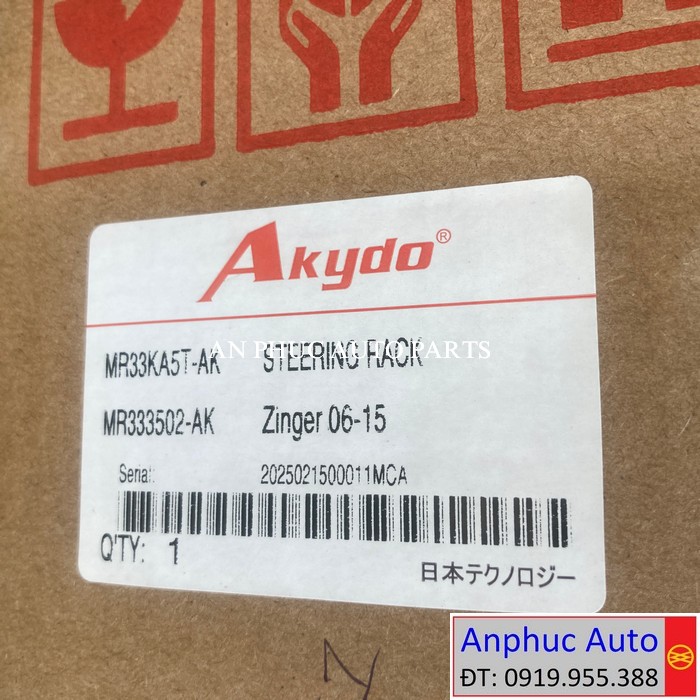 Akydo®
AN PHUC AUTO PARTS
MR33KA5T-AK STEERING RACK
MR333502-AK Zinger 06-15
Serial: 2025021500011MCA
Q'TY: 1
日本テクノロジー
Anphuc Auto
ĐT: 0919.955.388